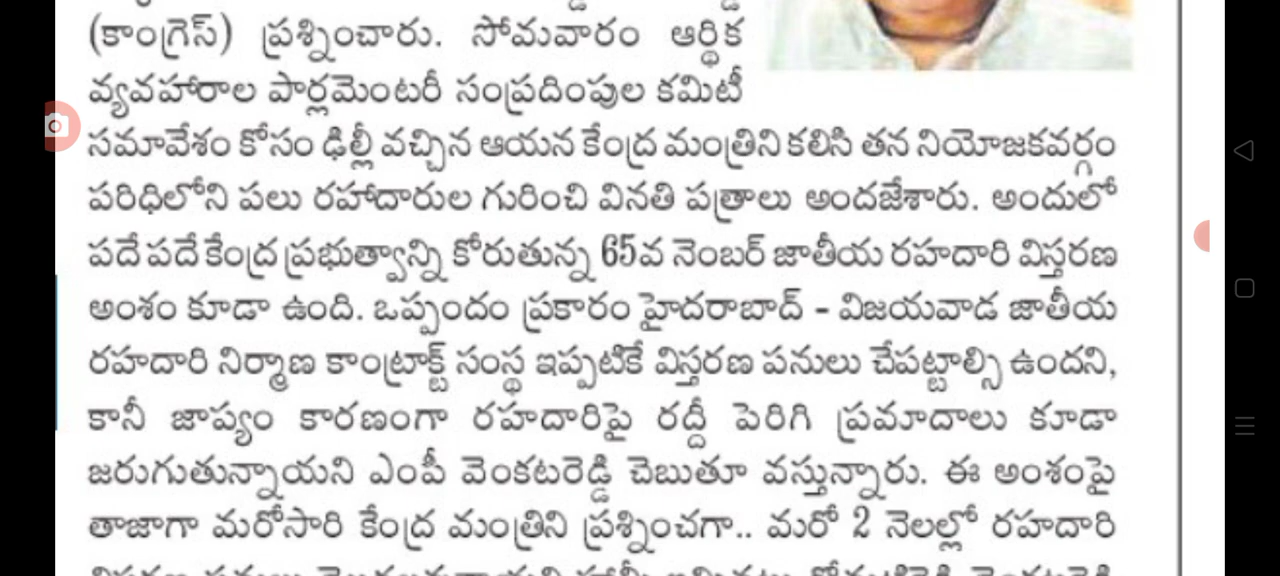 (కాంగ్రెస్) ప్రశ్నించారు. సోమవారం ఆర్థిక
వ్యవహారాల పార్లమెంటరీ సంప్రదింపుల కమిటీ
సమావేశం కోసం ఢిల్లీ వచ్చిన ఆయన కేంద్ర మంత్రిని కలిసి తన నియోజకవర్గం
పరిధిలోని పలు రహదారుల గురించి వినతి పత్రాలు అందజేశారు. అందులో
పదే పదే కేంద్ర ప్రభుత్వాన్ని కోరుతున్న 65వ నెంబర్ జాతీయ రహదారి విస్తరణ
అంశం కూడా ఉంది. ఒప్పందం ప్రకారం హైదరాబాద్ - విజయవాడ జాతీయ
రహదారి నిర్మాణ కాంట్రాక్ట్ సంస్థ ఇప్పటికే విస్తరణ పనులు చేపట్టాల్సి ఉందని,
కానీ జాప్యం కారణంగా రహదారిపై రద్దీ పెరిగి ప్రమాదాలు కూడా
జరుగుతున్నాయని ఎంపీ వెంకటరెడ్డి చెబుతూ వస్తున్నారు. ఈ అంశంపై
తాజాగా మరోసారి కేంద్ర మంత్రిని ప్రశ్నించగా.. మరో 2 నెలల్లో రహదారి